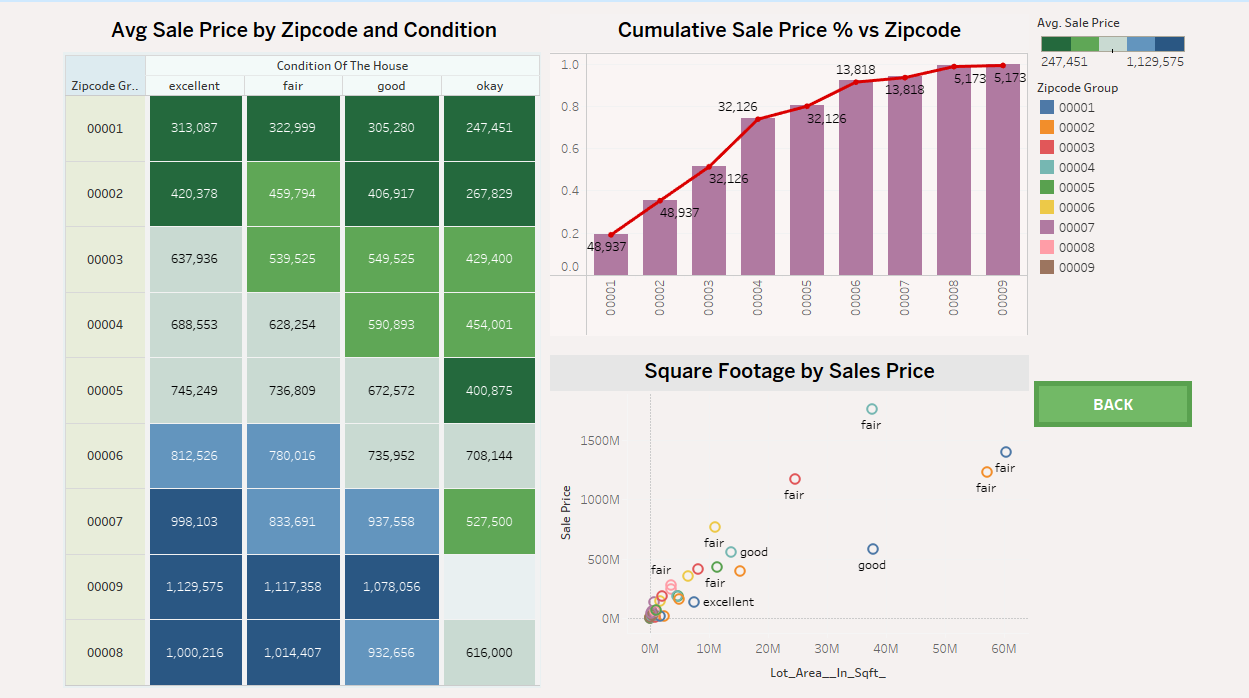 Avg Sale Price by Zipcode and Condition
Condition Of The House
Zipcode Gr.. excellent fair good okay
00001 313,087 322,999 305,280 247,451
00002 420,378 459,794 406,917 267,829
00003 637,936 539,525 549,525 429,400
00004 688,553 628,254 590,893 454,001
00005 745,249 736,809 672,572 400,875
00006 812,526 780,016 735,952 708,144
00007 998,103 833,691 937,558 527,500
00009 1,129,575 1,117,358 1,078,056
00008 1,000,216 1,014,407 932,656 616,000
Cumulative Sale Price % vs Zipcode
1.0
0.8
0.6
0.4
0.2
0.0
48,937
48,937
32,126
32,126
32,126
13,818
13,818
5,173
5,173
00001
00002
00003
00004
00005
00006
00007
00008
00009
Square Footage by Sales Price
Sale Price
1500M
1000M
500M
0M
fair
fair
fair
fair
fair
good
good
fair
fair
excellent
0M 10M 20M 30M 40M 50M 60M
Lot_Area__In_Sqft_
Avg. Sale Price
247,451 1,129,575
Zipcode Group
00001
00002
00003
00004
00005
00006
00007
00008
00009
BACK